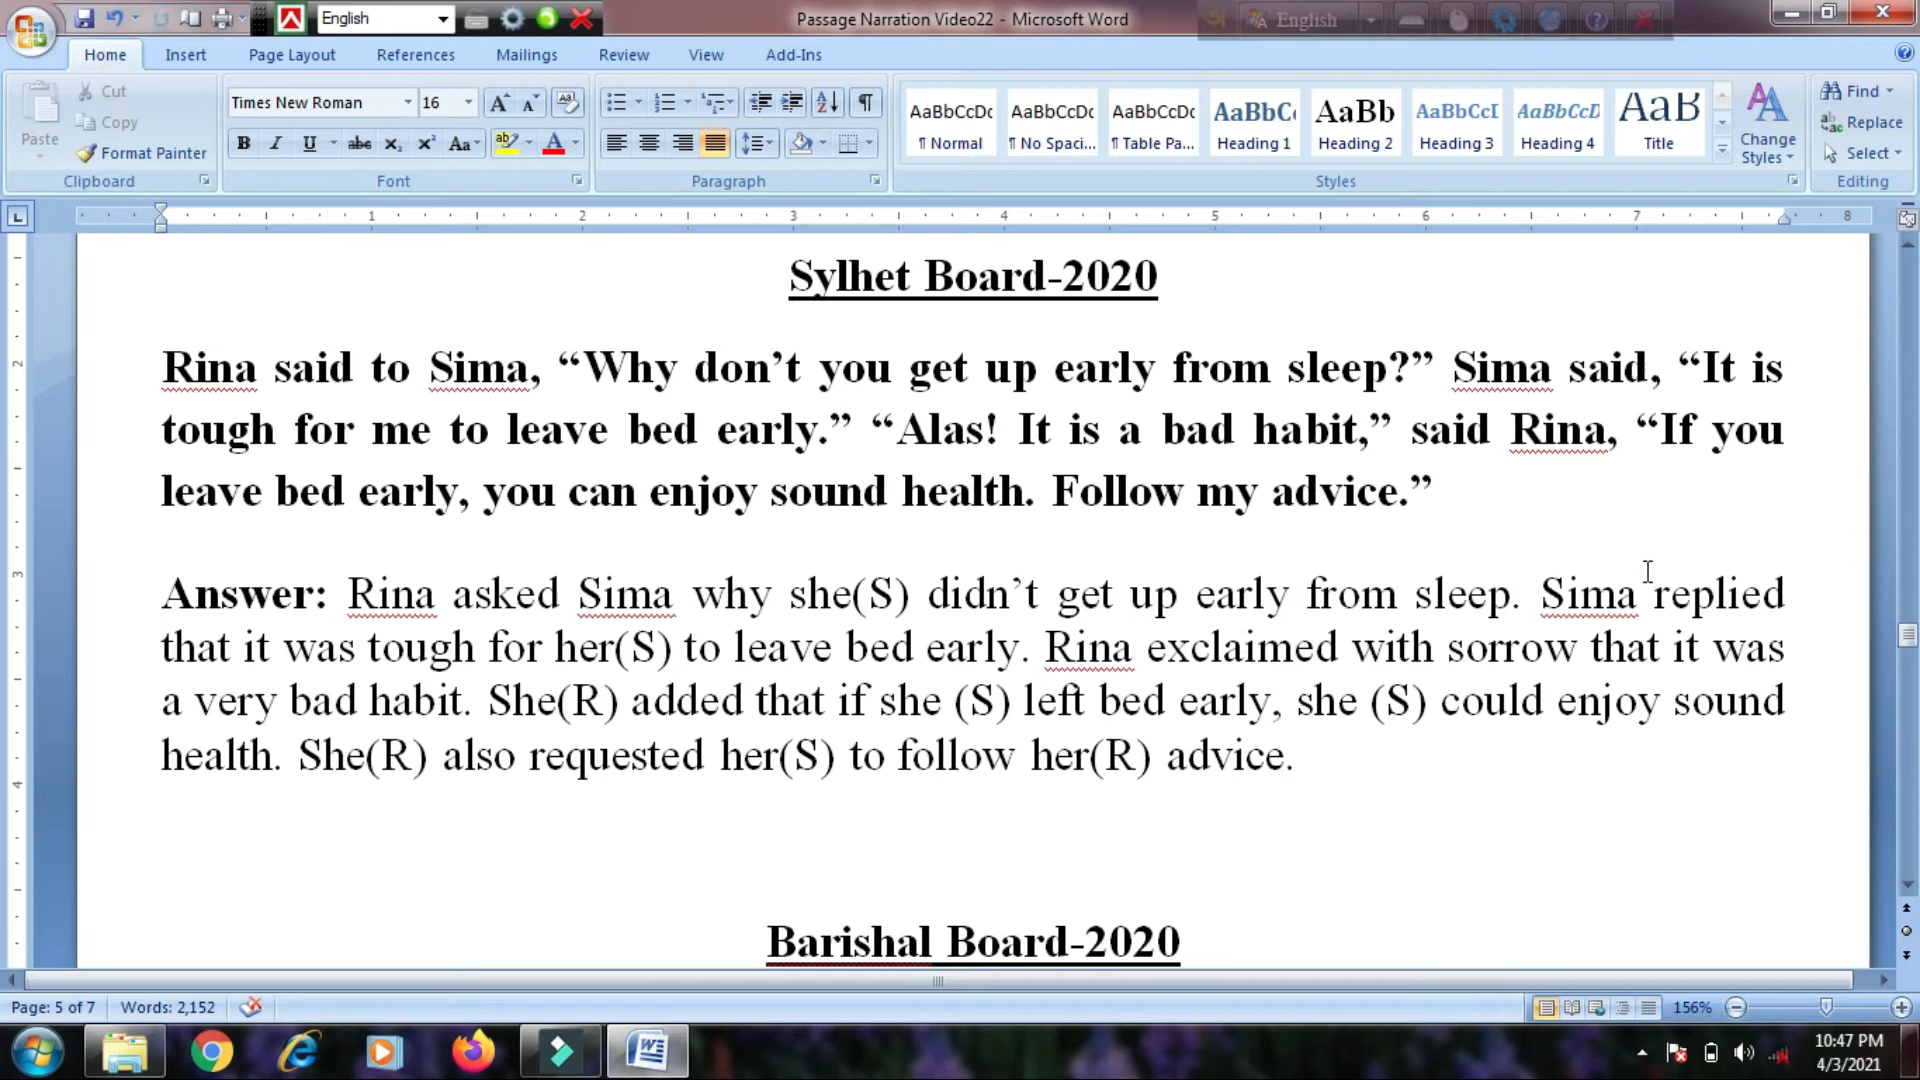 English
Passage Narration Video22 - Microsoft Word
English
Home Insert Page Layout References Mailings Review View Add-Ins
Paste
Cut
Copy
Format Painter
Clipboard
Times New Roman 16
Font
Paragraph
AaBbCcDc AaBbCcDc AaBbCcDc AaBbC AaBb AaBbCcI AaBbCcD AaB
¶ Normal ¶ No Spaci... ¶ Table Pa... Heading 1 Heading 2 Heading 3 Heading 4 Title
Change Styles
Styles
Find
Replace
Select
Editing
1 2 3 4 5 6 7 8
Sylhet Board-2020
Rina said to Sima, “Why don’t you get up early from sleep?” Sima said, “It is
tough for me to leave bed early.” “Alas! It is a bad habit,” said Rina, “If you
leave bed early, you can enjoy sound health. Follow my advice.”
Answer: Rina asked Sima why she(S) didn’t get up early from sleep. Sima replied
that it was tough for her(S) to leave bed early. Rina exclaimed with sorrow that it was
a very bad habit. She(R) added that if she (S) left bed early, she (S) could enjoy sound
health. She(R) also requested her(S) to follow her(R) advice.
Barishal Board-2020
Page: 5 of 7 Words: 2,152
156%
10:47 PM
4/3/2021